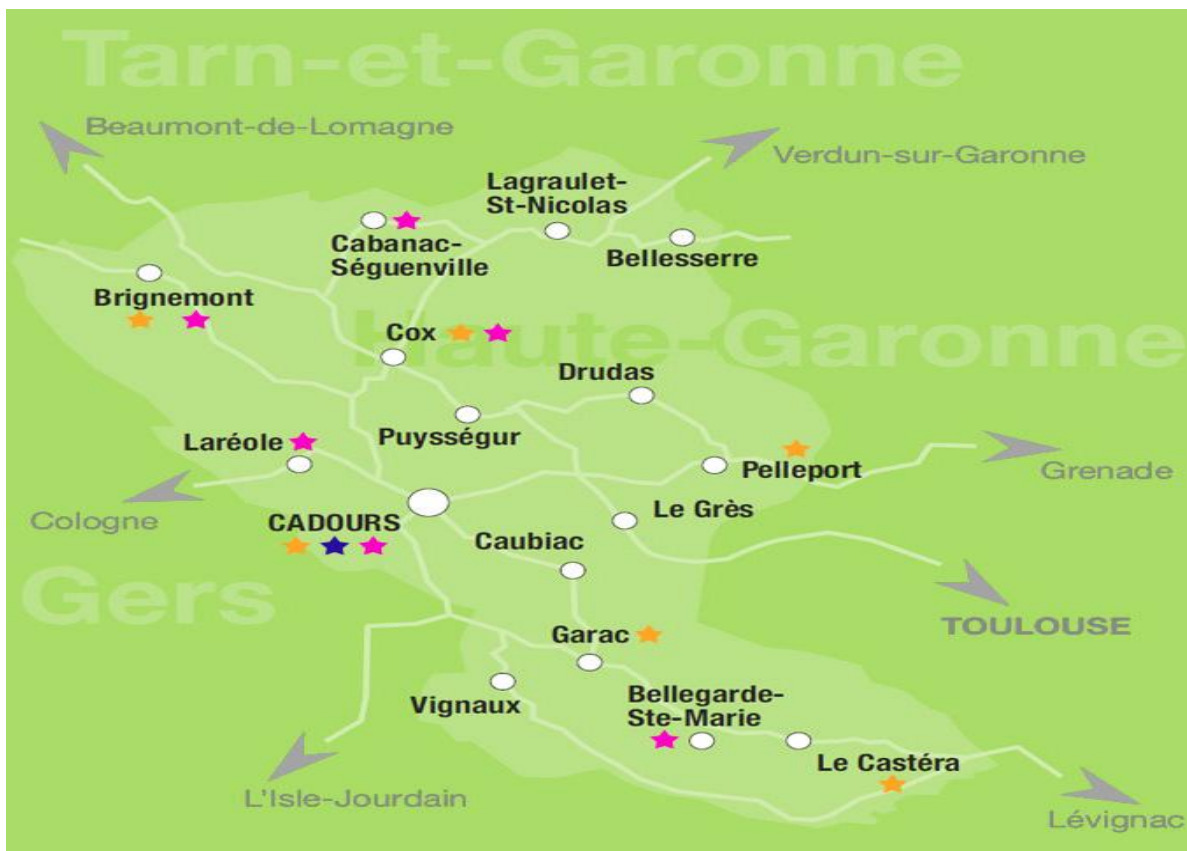 Tarn-et-Garonne
Beaumont-de-Lomagne
Verdun-sur-Garonne
Lagraulet-
St-Nicolas
Cabanac-
Séguenville
Bellesserre
Brignemont
Cox
Haute-Garonne
Drudas
Puysségur
Laréole
Pelleport
Grenade
Cologne
CADOURS
Le Grès
Caubiac
Gers
TOULOUSE
Garac
Vignaux
Bellegarde-
Ste-Marie
Le Castéra
L'Isle-Jourdain
Lévignac